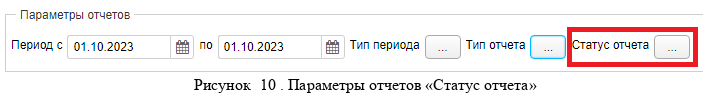 Параметры отчетов
Период с 01.10.2023 по 01.10.2023 Тип периода ... Тип отчета ... Статус отчета ...
Рисунок 10 . Параметры отчетов «Статус отчета»